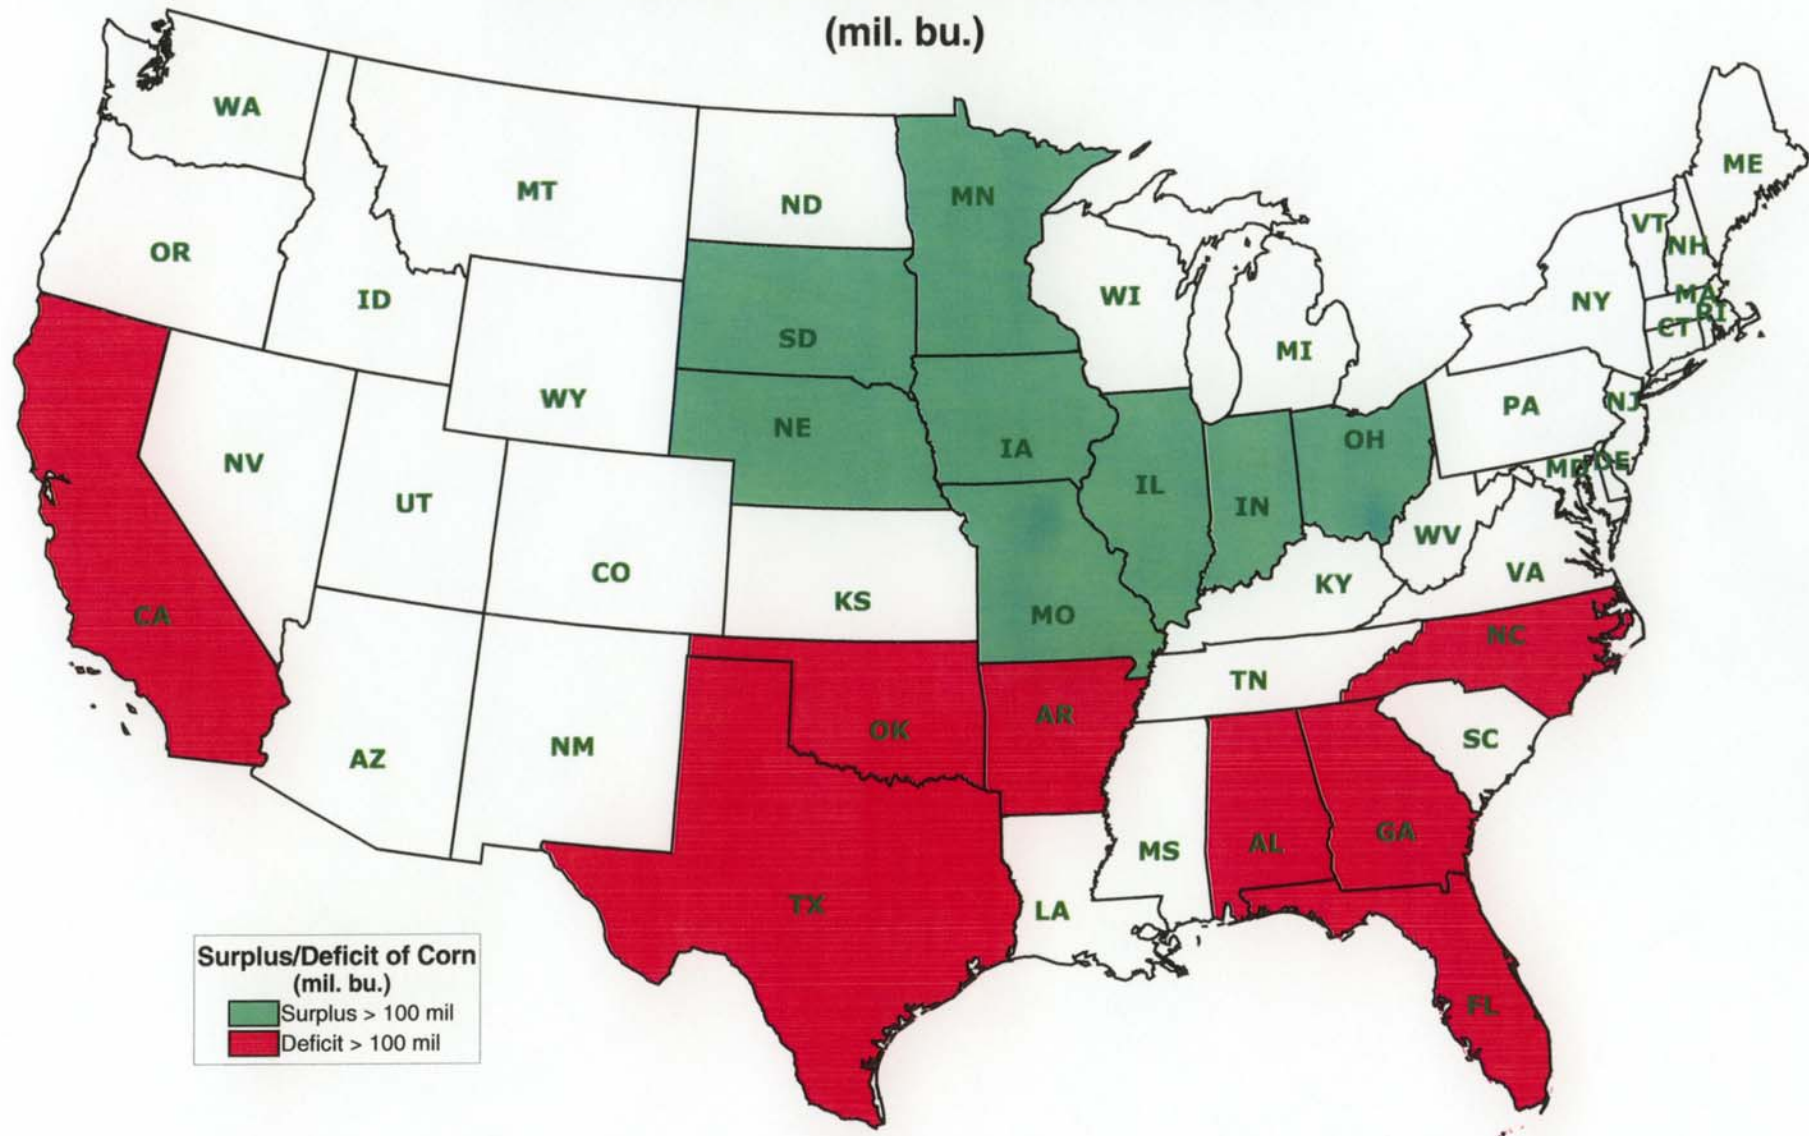 (mil. bu.)
WA
MT
ND
MN
ME
VT
NH
OR
ID
WI
NY
MA
RI
CT
SD
MI
WY
NE
IA
PA
NJ
OH
NV
UT
IL
IN
MD
DE
WV
CO
KS
KY
VA
CA
MO
NC
TN
AZ
NM
OK
AR
SC
TX
LA
MS
AL
GA
FL
Surplus/Deficit of Corn
(mil. bu.)
Surplus > 100 mil
Deficit > 100 mil